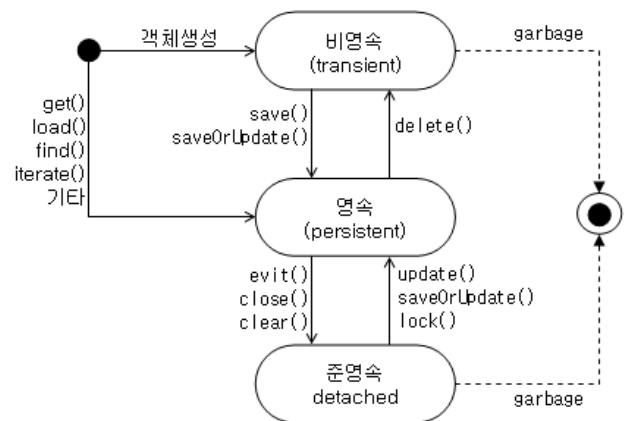 객체생성
비영속
(transient)
garbage
get()
load()
find()
iterate()
기타
save()
saveOrUpdate()
delete()
영속
(persistent)
evit()
close()
clear()
update()
saveOrUpdate()
lock()
준영속
detached
garbage